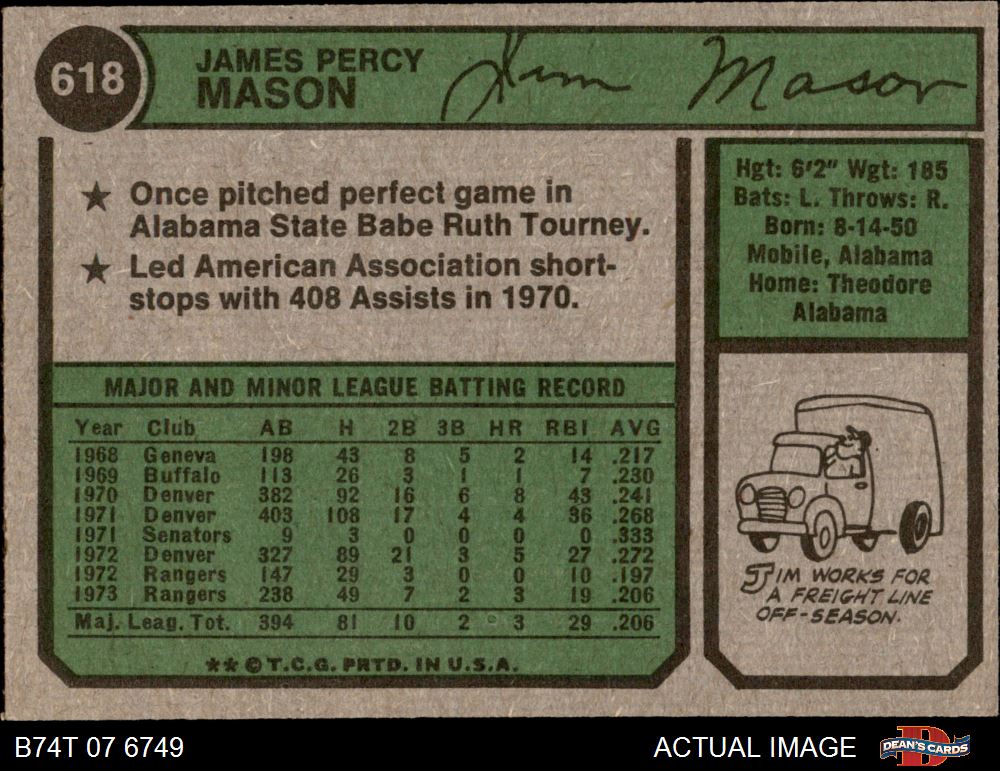 618
JAMES PERCY
MASON
Jim Mason
★ Once pitched perfect game in
Alabama State Babe Ruth Tourney.
★ Led American Association short-
stops with 408 Assists in 1970.
Hgt: 6'2" Wgt: 185
Bats: L. Throws: R.
Born: 8-14-50
Mobile, Alabama
Home: Theodore
Alabama
MAJOR AND MINOR LEAGUE BATTING RECORD
Year Club AB H 2B 3B HR RBI AVG
1968 Geneva 198 43 8 5 2 14 .217
1969 Buffalo 113 26 3 1 1 7 .230
1970 Denver 382 92 16 6 8 43 .241
1971 Denver 403 108 17 4 4 36 .268
1971 Senators 9 3 0 0 0 0 .333
1972 Denver 327 89 21 3 5 27 .272
1972 Rangers 147 29 3 0 0 10 .197
1973 Rangers 238 49 7 2 3 19 .206
Maj. Leag. Tot. 394 81 10 2 3 29 .206
★★ © T.C.G. PRTD. IN U.S.A.
JIM WORKS FOR
A FREIGHT LINE
OFF-SEASON.
B74T 07 6749
ACTUAL IMAGE
DEAN'S CARDS